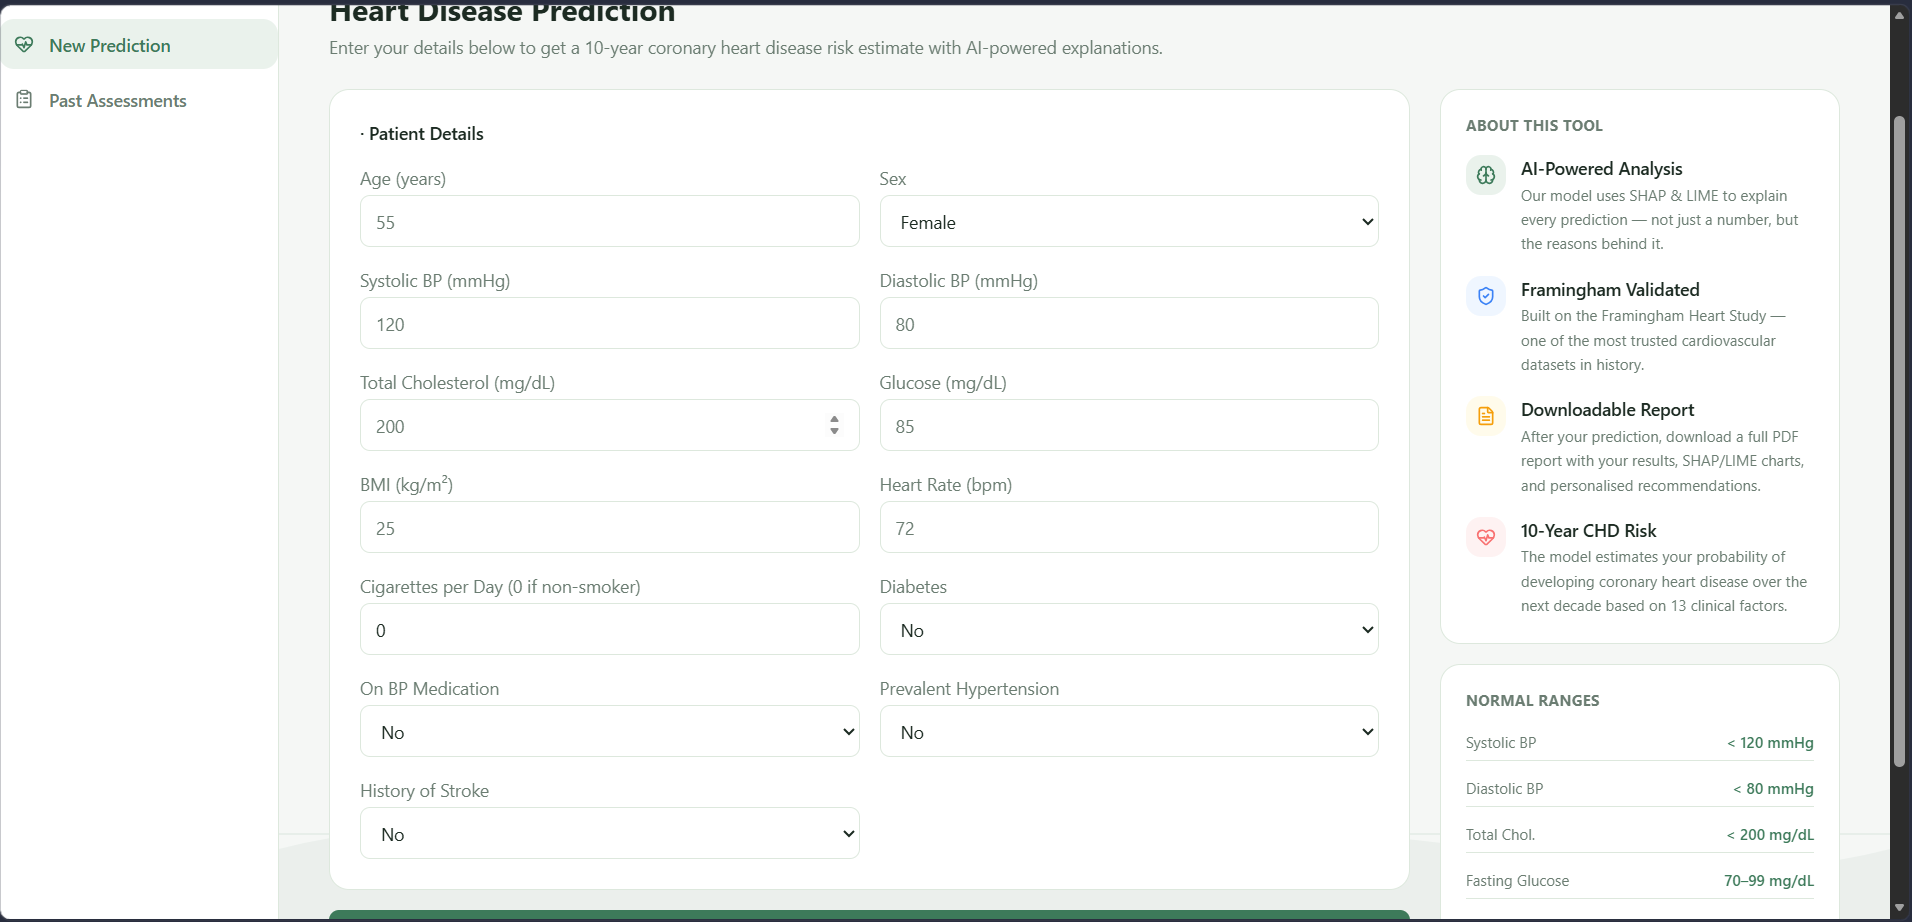 New Prediction
Past Assessments
Heart Disease Prediction
Enter your details below to get a 10-year coronary heart disease risk estimate with AI-powered explanations.
· Patient Details
Age (years)
Sex
55
Female
Systolic BP (mmHg)
Diastolic BP (mmHg)
120
80
Total Cholesterol (mg/dL)
Glucose (mg/dL)
200
85
BMI (kg/m²)
Heart Rate (bpm)
25
72
Cigarettes per Day (0 if non-smoker)
Diabetes
0
No
On BP Medication
Prevalent Hypertension
No
No
History of Stroke
No
ABOUT THIS TOOL
AI-Powered Analysis
Our model uses SHAP & LIME to explain
every prediction — not just a number, but
the reasons behind it.
Framingham Validated
Built on the Framingham Heart Study —
one of the most trusted cardiovascular
datasets in history.
Downloadable Report
After your prediction, download a full PDF
report with your results, SHAP/LIME charts,
and personalised recommendations.
10-Year CHD Risk
The model estimates your probability of
developing coronary heart disease over the
next decade based on 13 clinical factors.
NORMAL RANGES
Systolic BP < 120 mmHg
Diastolic BP < 80 mmHg
Total Chol. < 200 mg/dL
Fasting Glucose 70–99 mg/dL